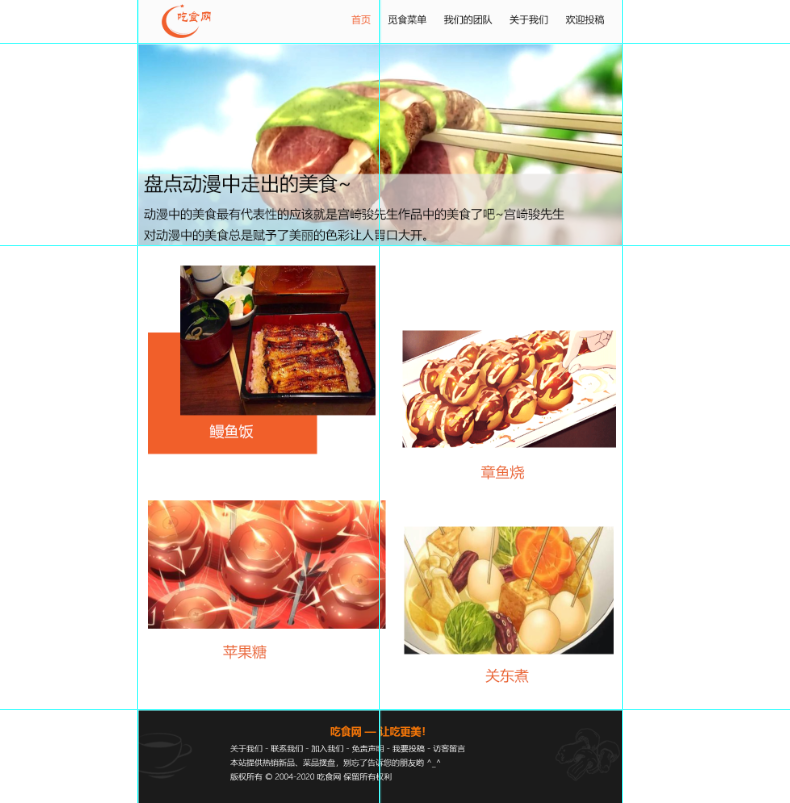 吃食网
首页 觅食菜单 我们的团队 关于我们 欢迎投稿
盘点动漫中走出的美食~
动漫中的美食最有代表性的应该就是宫崎骏先生作品中的美食了吧~宫崎骏先生
对动漫中的美食总是赋予了美丽的色彩让人胃口大开。
鳗鱼饭
章鱼烧
苹果糖
关东煮
吃食网 — 让吃更美!
关于我们 - 联系我们 - 加入我们 - 免责声明 - 我要投稿 - 访客留言
本站提供热销新品、菜品摆盘，别忘了告诉您的朋友哟 ^_^
版权所有 © 2004-2020 吃食网 保留所有权利